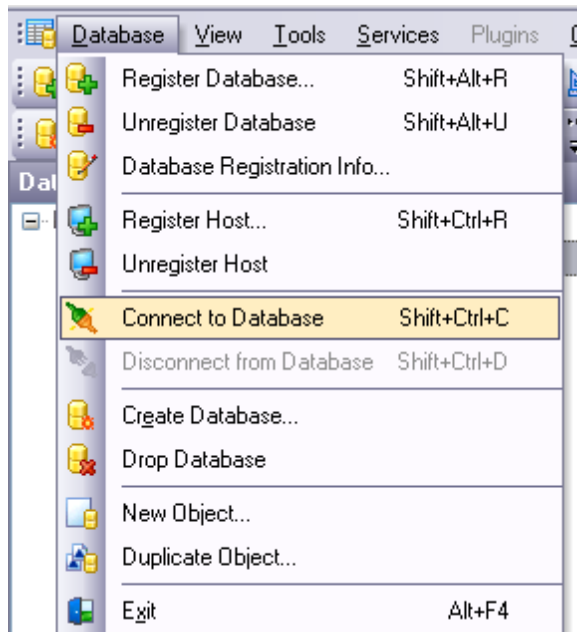 Database View Tools Services Plugins
Register Database... Shift+Alt+R
Unregister Database Shift+Alt+U
Database Registration Info...
Register Host... Shift+Ctrl+R
Unregister Host
Connect to Database Shift+Ctrl+C
Disconnect from Database Shift+Ctrl+D
Create Database...
Drop Database
New Object...
Duplicate Object...
Exit Alt+F4